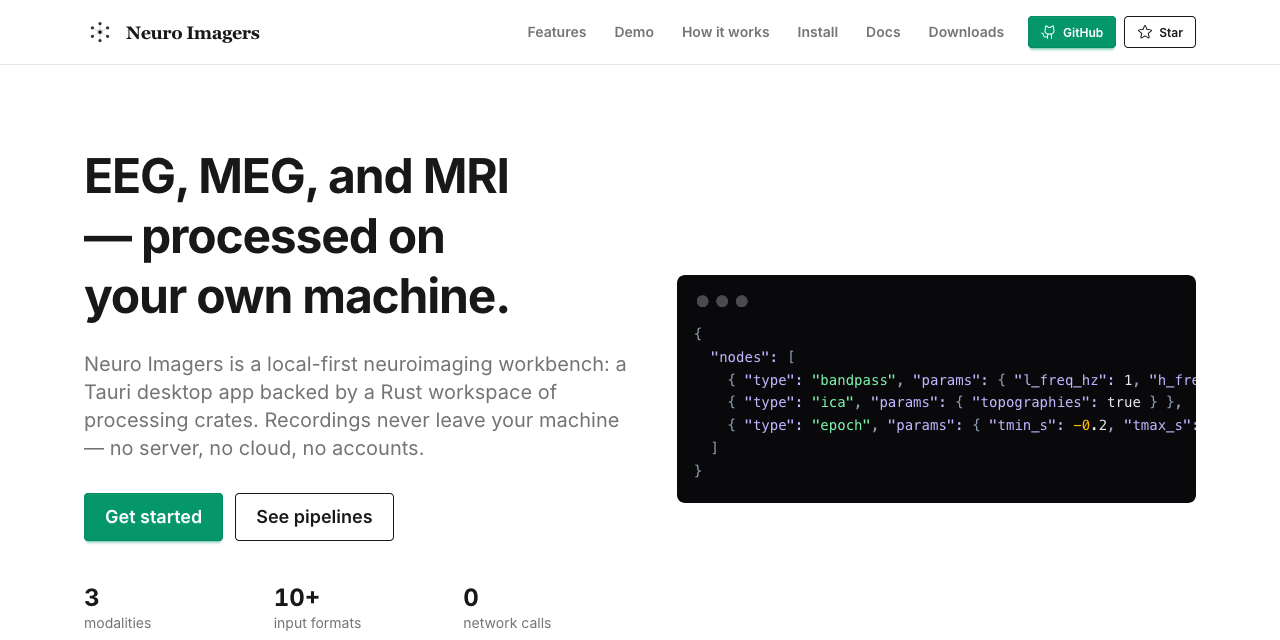 Neuro Imagers
Features Demo How it works Install Docs Downloads GitHub Star
EEG, MEG, and MRI
— processed on
your own machine.
Neuro Imagers is a local-first neuroimaging workbench: a
Tauri desktop app backed by a Rust workspace of
processing crates. Recordings never leave your machine
— no server, no cloud, no accounts.
Get started See pipelines
3 10+ 0
modalities input formats network calls
{
  "nodes": [
    { "type": "bandpass", "params": { "l_freq_hz": 1, "h_fre
    { "type": "ica", "params": { "topographies": true } },
    { "type": "epoch", "params": { "tmin_s": −0.2, "tmax_s":
  ]
}